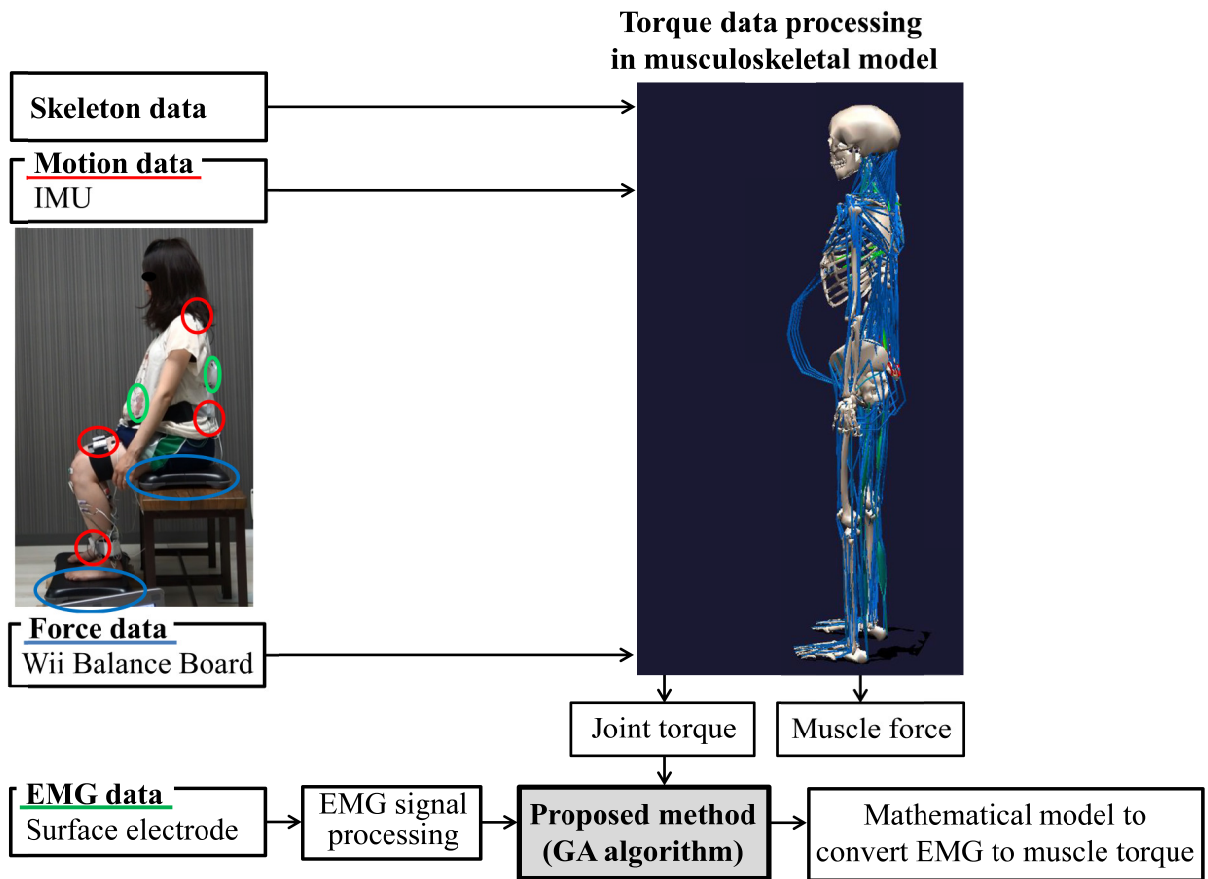 Torque data processing
in musculoskeletal model
Skeleton data
Motion data
IMU
Force data
Wii Balance Board
Joint torque
Muscle force
EMG data
Surface electrode
EMG signal
processing
Proposed method
(GA algorithm)
Mathematical model to
convert EMG to muscle torque